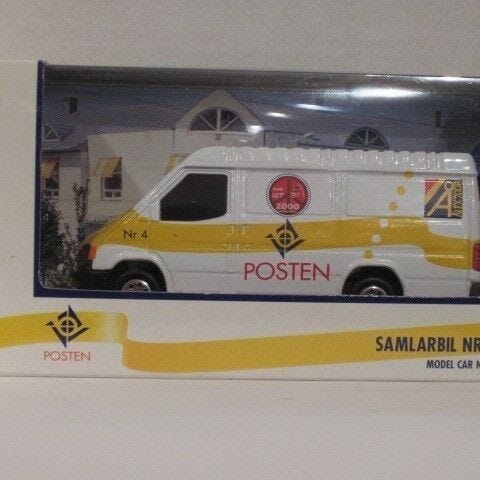 Nr 4
2000
POSTEN
POSTEN
SAMLARBIL NR
MODEL CAR N